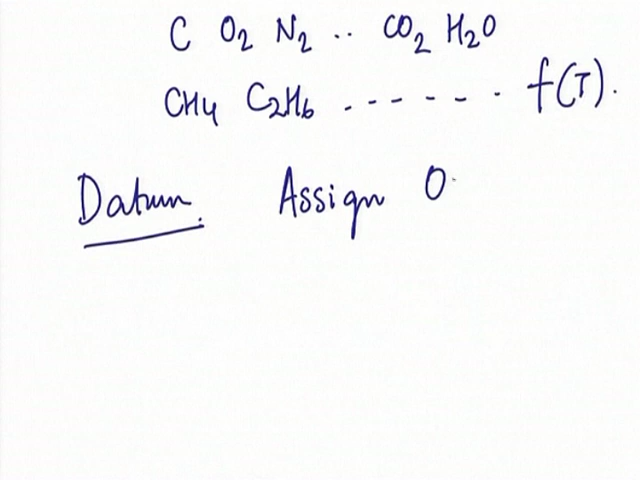 C O₂ N₂ .. CO₂ H₂O
CH4 C₂H₆ ------- f(T).
Datum. Assign 0